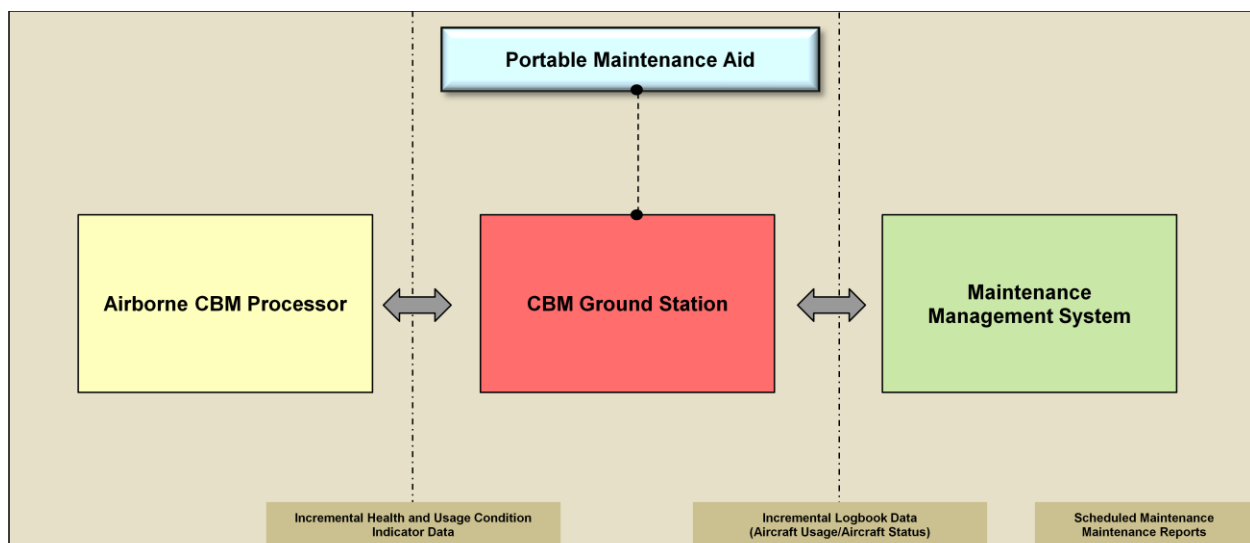 Portable Maintenance Aid
Airborne CBM Processor
CBM Ground Station
Maintenance
Management System
Incremental Health and Usage Condition
Indicator Data
Incremental Logbook Data
(Aircraft Usage/Aircraft Status)
Scheduled Maintenance
Maintenance Reports